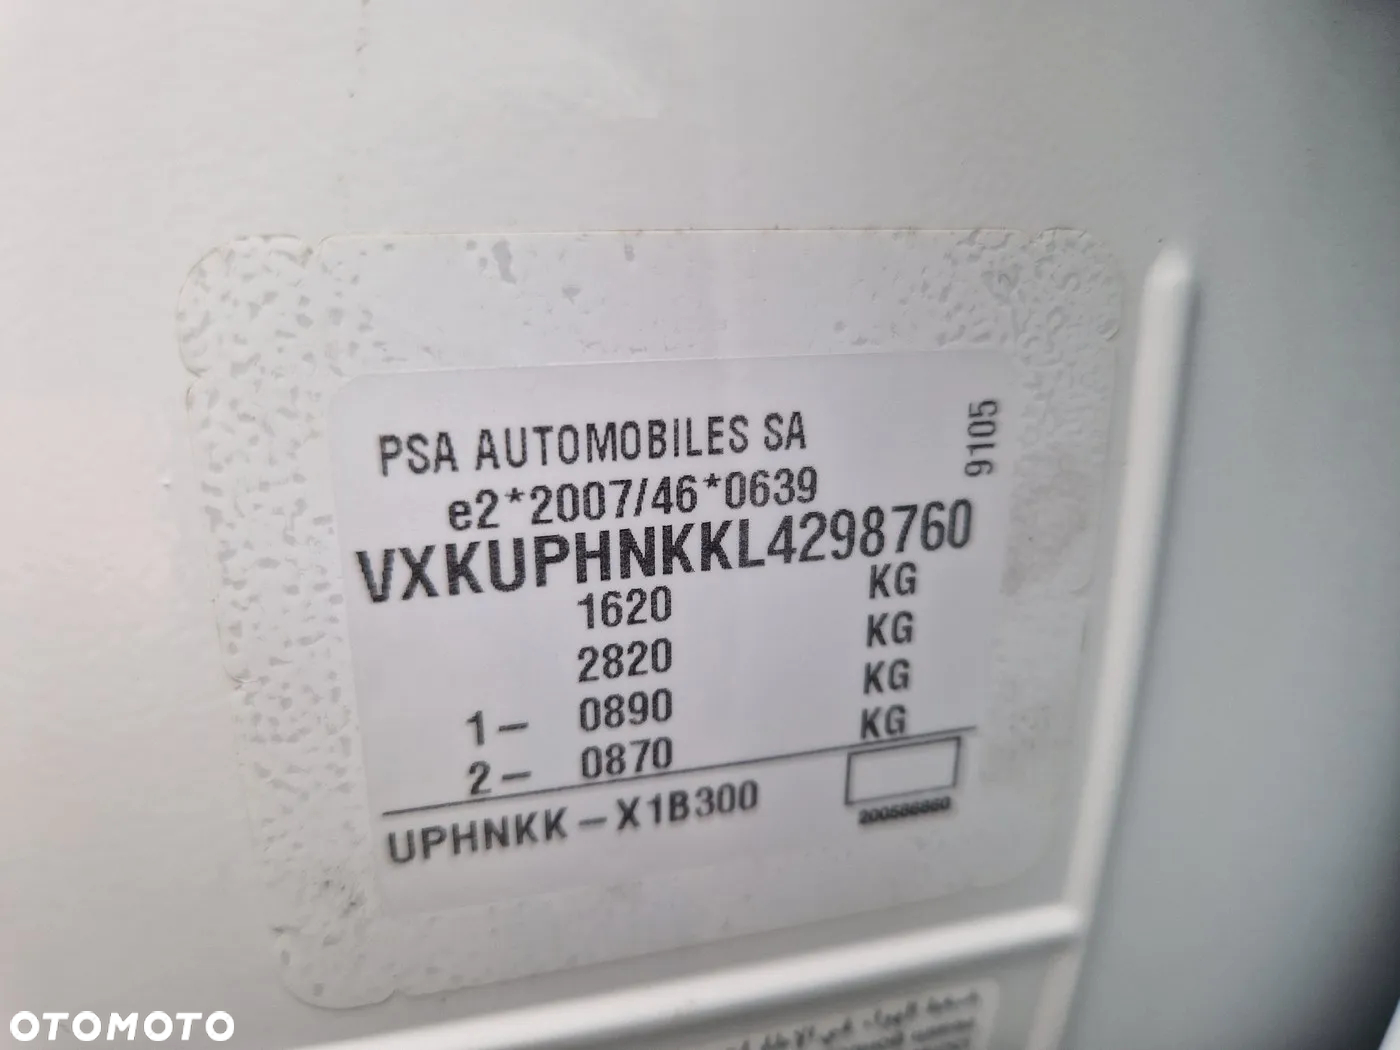 9105
PSA AUTOMOBILES SA
e2*2007/46*0639
VXKUPHNKKL4298760
1620 KG
2820 KG
1- 0890 KG
2- 0870 KG
UPHNKK-X1B300
OTOMOTO